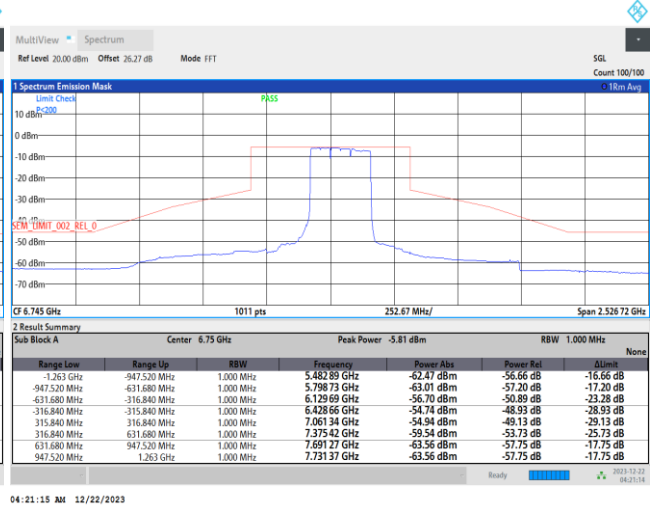 MultiView Spectrum
Ref Level 20.00 dBm Offset 26.27 dB Mode FFT SGL
Count 100/100
1 Spectrum Emission Mask 1Rm Avg
Limit Check PASS
P<200
10 dBm
0 dBm
-10 dBm
-20 dBm
-30 dBm
-40 dBm
SEM_LIMIT_002_REL_0
-50 dBm
-60 dBm
-70 dBm
CF 6.745 GHz 1011 pts 252.67 MHz/ Span 2.526 72 GHz
2 Result Summary
Sub Block A Center 6.75 GHz Peak Power -5.81 dBm RBW 1.000 MHz
None
Range Low Range Up RBW Frequency Power Abs Power Rel ΔLimit
-1.263 GHz -947.520 MHz 1.000 MHz 5.482 89 GHz -62.47 dBm -56.66 dB -16.66 dB
-947.520 MHz -631.680 MHz 1.000 MHz 5.798 73 GHz -63.01 dBm -57.20 dB -17.20 dB
-631.680 MHz -316.840 MHz 1.000 MHz 6.129 69 GHz -56.70 dBm -50.89 dB -23.28 dB
-316.840 MHz -315.840 MHz 1.000 MHz 6.428 66 GHz -54.74 dBm -48.93 dB -28.93 dB
315.840 MHz 316.840 MHz 1.000 MHz 7.061 34 GHz -54.94 dBm -49.13 dB -29.13 dB
316.840 MHz 631.680 MHz 1.000 MHz 7.375 42 GHz -59.54 dBm -53.73 dB -25.73 dB
631.680 MHz 947.520 MHz 1.000 MHz 7.691 27 GHz -63.56 dBm -57.75 dB -17.75 dB
947.520 MHz 1.263 GHz 1.000 MHz 7.731 37 GHz -63.56 dBm -57.75 dB -17.75 dB
Ready 2023-12-22
04:21:14
04:21:15 AM 12/22/2023